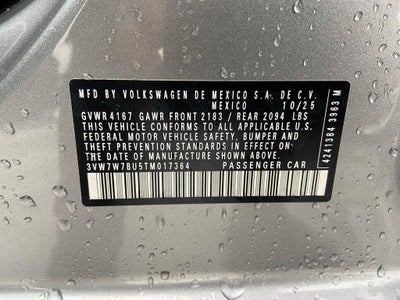 MFD BY VOLKSWAGEN DE MEXICO S.A. DE C.V.
MEXICO 10/25
GVWR 4167 GAWR FRONT 2183 / REAR 2094 LBS
THIS VEHICLE CONFORMS TO ALL APPLICABLE U.S.
FEDERAL MOTOR VEHICLE SAFETY, BUMPER AND
THEFT PREVENTION STANDARDS IN EFFECT ON THE
DATE OF MANUFACTURE SHOWN ABOVE.
3VW7W7BU5TM017364 PASSENGER CAR
4241384 3963 M